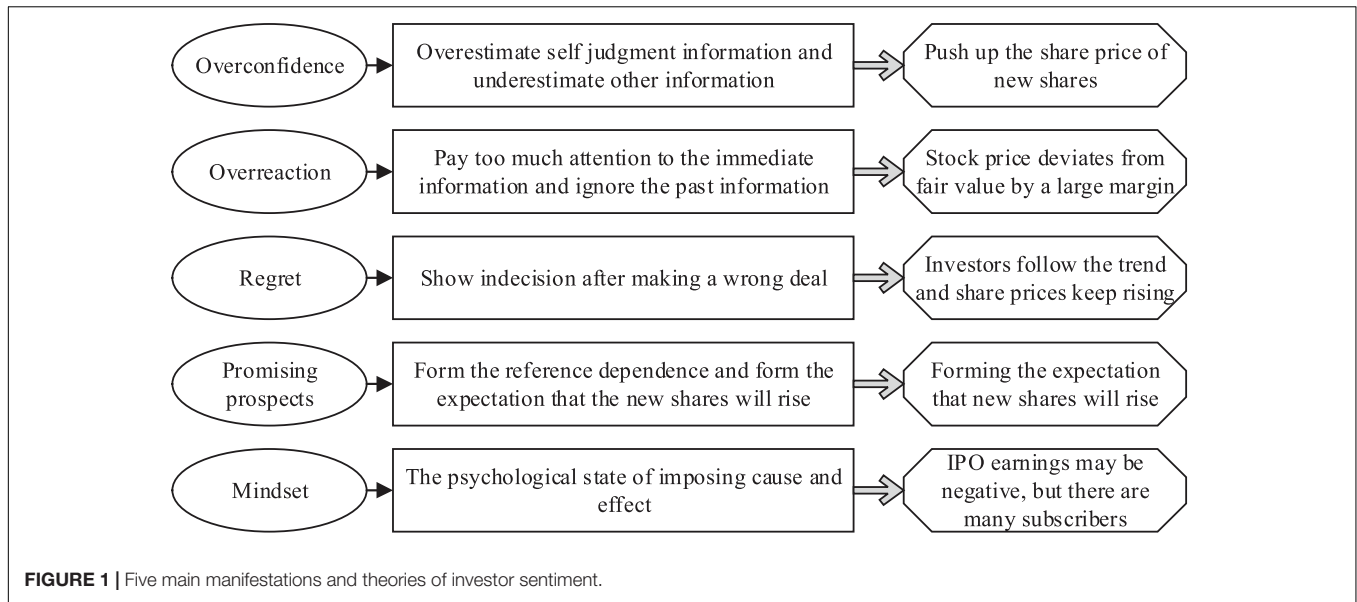 Overconfidence
Overestimate self judgment information and
underestimate other information
Push up the share price of
new shares
Overreaction
Pay too much attention to the immediate
information and ignore the past information
Stock price deviates from
fair value by a large margin
Regret
Show indecision after making a wrong deal
Investors follow the trend
and share prices keep rising
Promising
prospects
Form the reference dependence and form the
expectation that the new shares will rise
Forming the expectation
that new shares will rise
Mindset
The psychological state of imposing cause and
effect
IPO earnings may be
negative, but there are
many subscribers
FIGURE 1 | Five main manifestations and theories of investor sentiment.